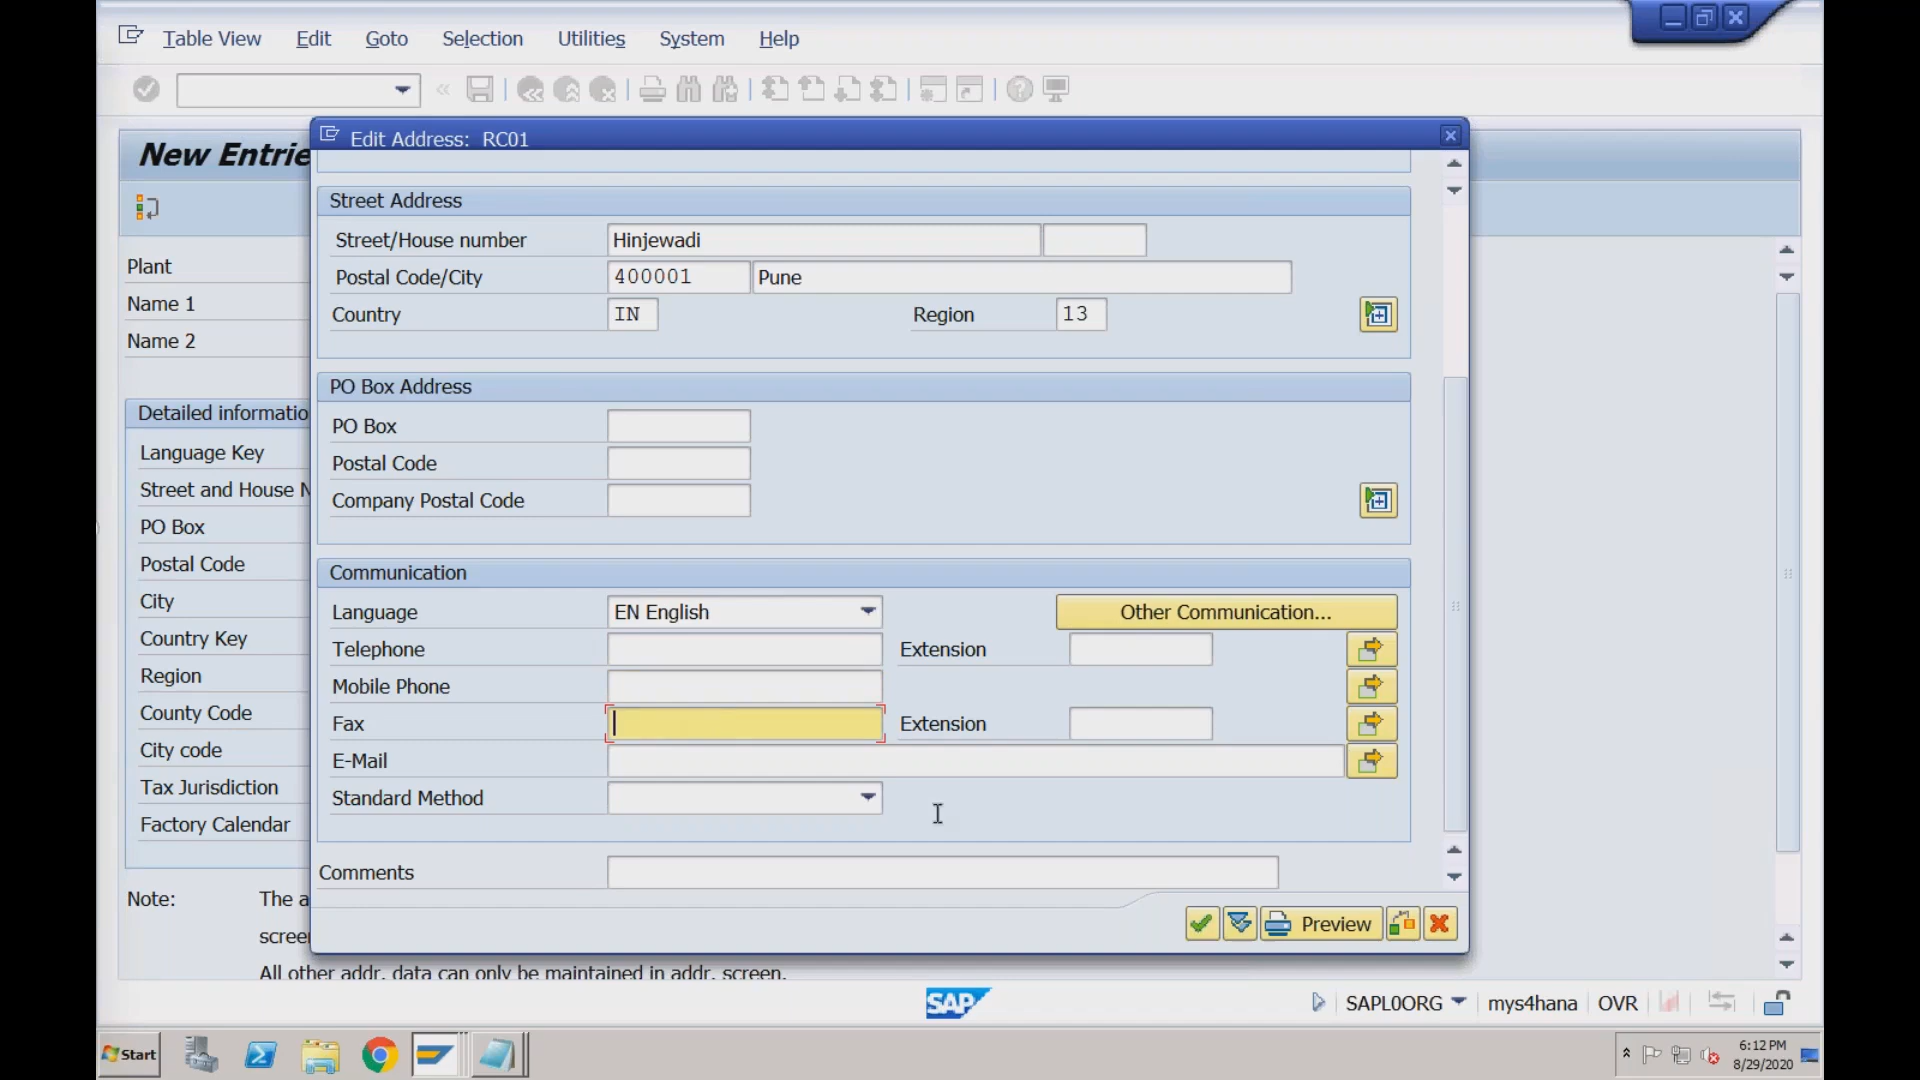 Table View Edit Goto Selection Utilities System Help
New Entrie
Edit Address: RC01
Street Address
Street/House number Hinjewadi
Postal Code/City 400001 Pune
Country IN Region 13
PO Box Address
PO Box
Postal Code
Company Postal Code
Communication
Language EN English Other Communication...
Telephone Extension
Mobile Phone
Fax Extension
E-Mail
Standard Method
Comments
Preview
Plant
Name 1
Name 2
Detailed informatio
Language Key
Street and House N
PO Box
Postal Code
City
Country Key
Region
County Code
City code
Tax Jurisdiction
Factory Calendar
Note: The a
screen
All other addr. data can only be maintained in addr. screen.
SAP SAPL0ORG mys4hana OVR
Start 6:12 PM
8/29/2020